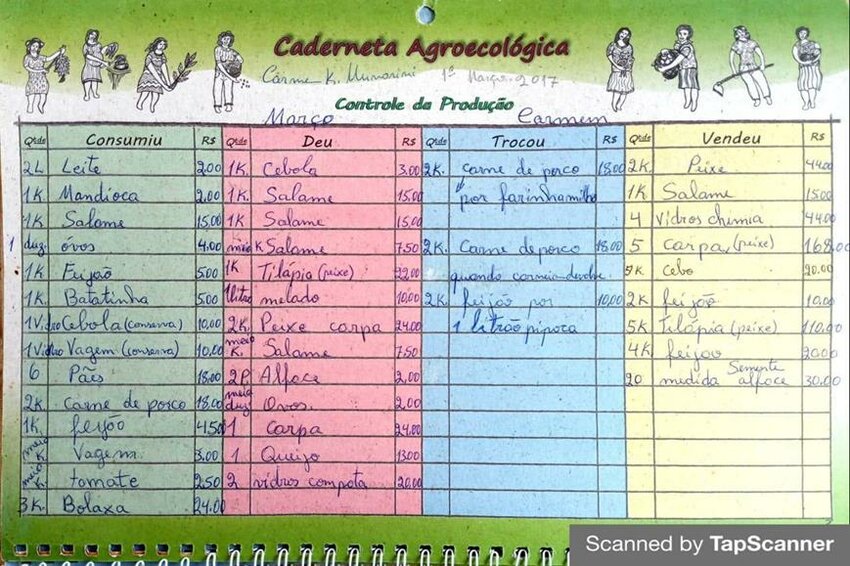 Caderneta Agroecológica
Cárme K. Munarini 1º Março. 2017
Controle da Produção
Março Carmem
Qtde Consumiu R$ Qtde Deu R$ Qtde Trocou R$ Qtde Vendeu R$
2L Leite 2.00 1K. Cebola 3.00 2K. carne de porco 18.00 2K. Peixe 44.00
1K Mandioca 2.00 1K. Salame 15.00 por farinha milho 1K Salame 15.00
1K Salame 15,00 1K Salame 15,00 4 vidros chimia 44.00
1 duz. óvos 4.00 meio K Salame 7.50 2K. Carne de porco 18.00 5 carpa, (peixe) 168,00
1K Feijão 5.00 1K Tilápia (peixe) 22,00 quando carneia devolve 5K Cebo 20.00
1K. Batatinha 5.00 1 litro melado 10,00 2K feijão por 10,00 2K feijão 10.00
1 Vidro Cebola (conserva) 10,00 2K. Peixe carpa 24.00 1 litrão pipoca 5K Tilápia (peixe) 110,00
1 Vidro Vagem (conserva) 10,00 meio K. Salame 7.50 4K feijao 20.00
6 Pães 18.00 2P Alface 2,00 20 medida Semente alfoce 30.00
2K Carne de porco 18.00 meia duz. Ovos. 2,00
1K. feijão 4.50 1 Carpa 24.00
meio K. Vagem 3.00 1 Queijo 13.00
meio K. tomate 2,50 2 vidros compota 20,00
3K. Bolaxa 24.00
Scanned by TapScanner